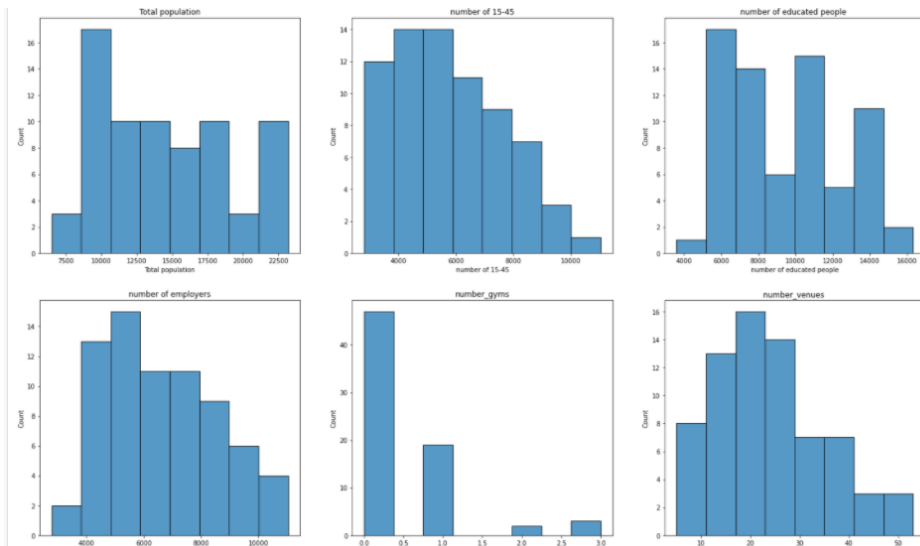 Total population
16
14
12
10
8
6
4
2
0
Count
7500 10000 12500 15000 17500 20000 22500
Total population
number of 15-45
14
12
10
8
6
4
2
0
Count
4000 6000 8000 10000
number of 15-45
number of educated people
16
14
12
10
8
6
4
2
0
Count
4000 6000 8000 10000 12000 14000 16000
number of educated people
number of employers
14
12
10
8
6
4
2
0
Count
4000 6000 8000 10000
number_gyms
40
30
20
10
0
Count
0.0 0.5 1.0 1.5 2.0 2.5 3.0
number_venues
16
14
12
10
8
6
4
2
0
Count
10 20 30 40 50